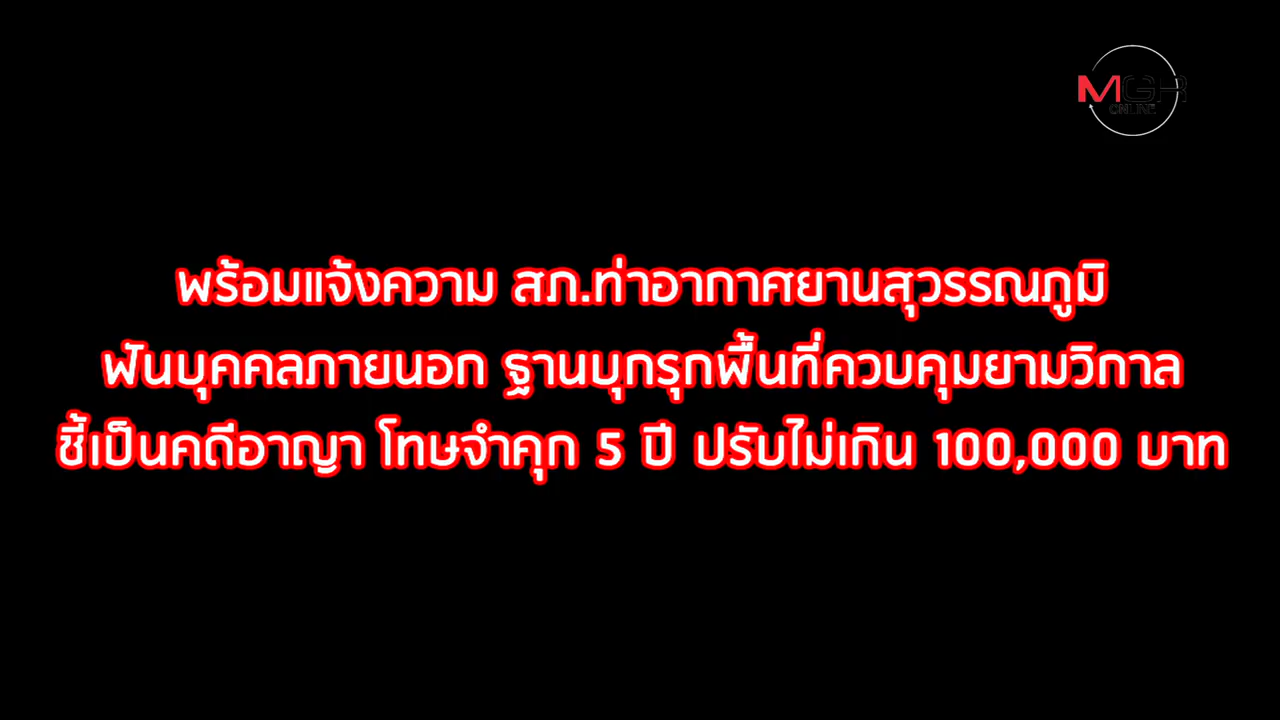 MGR
ONLINE
พร้อมแจ้งความ สภ.ท่าอากาศยานสุวรรณภูมิ
ฟันบุคคลภายนอก ฐานบุกรุกพื้นที่ควบคุมยามวิกาล
ชี้เป็นคดีอาญา โทษจำคุก 5 ปี ปรับไม่เกิน 100,000 บาท